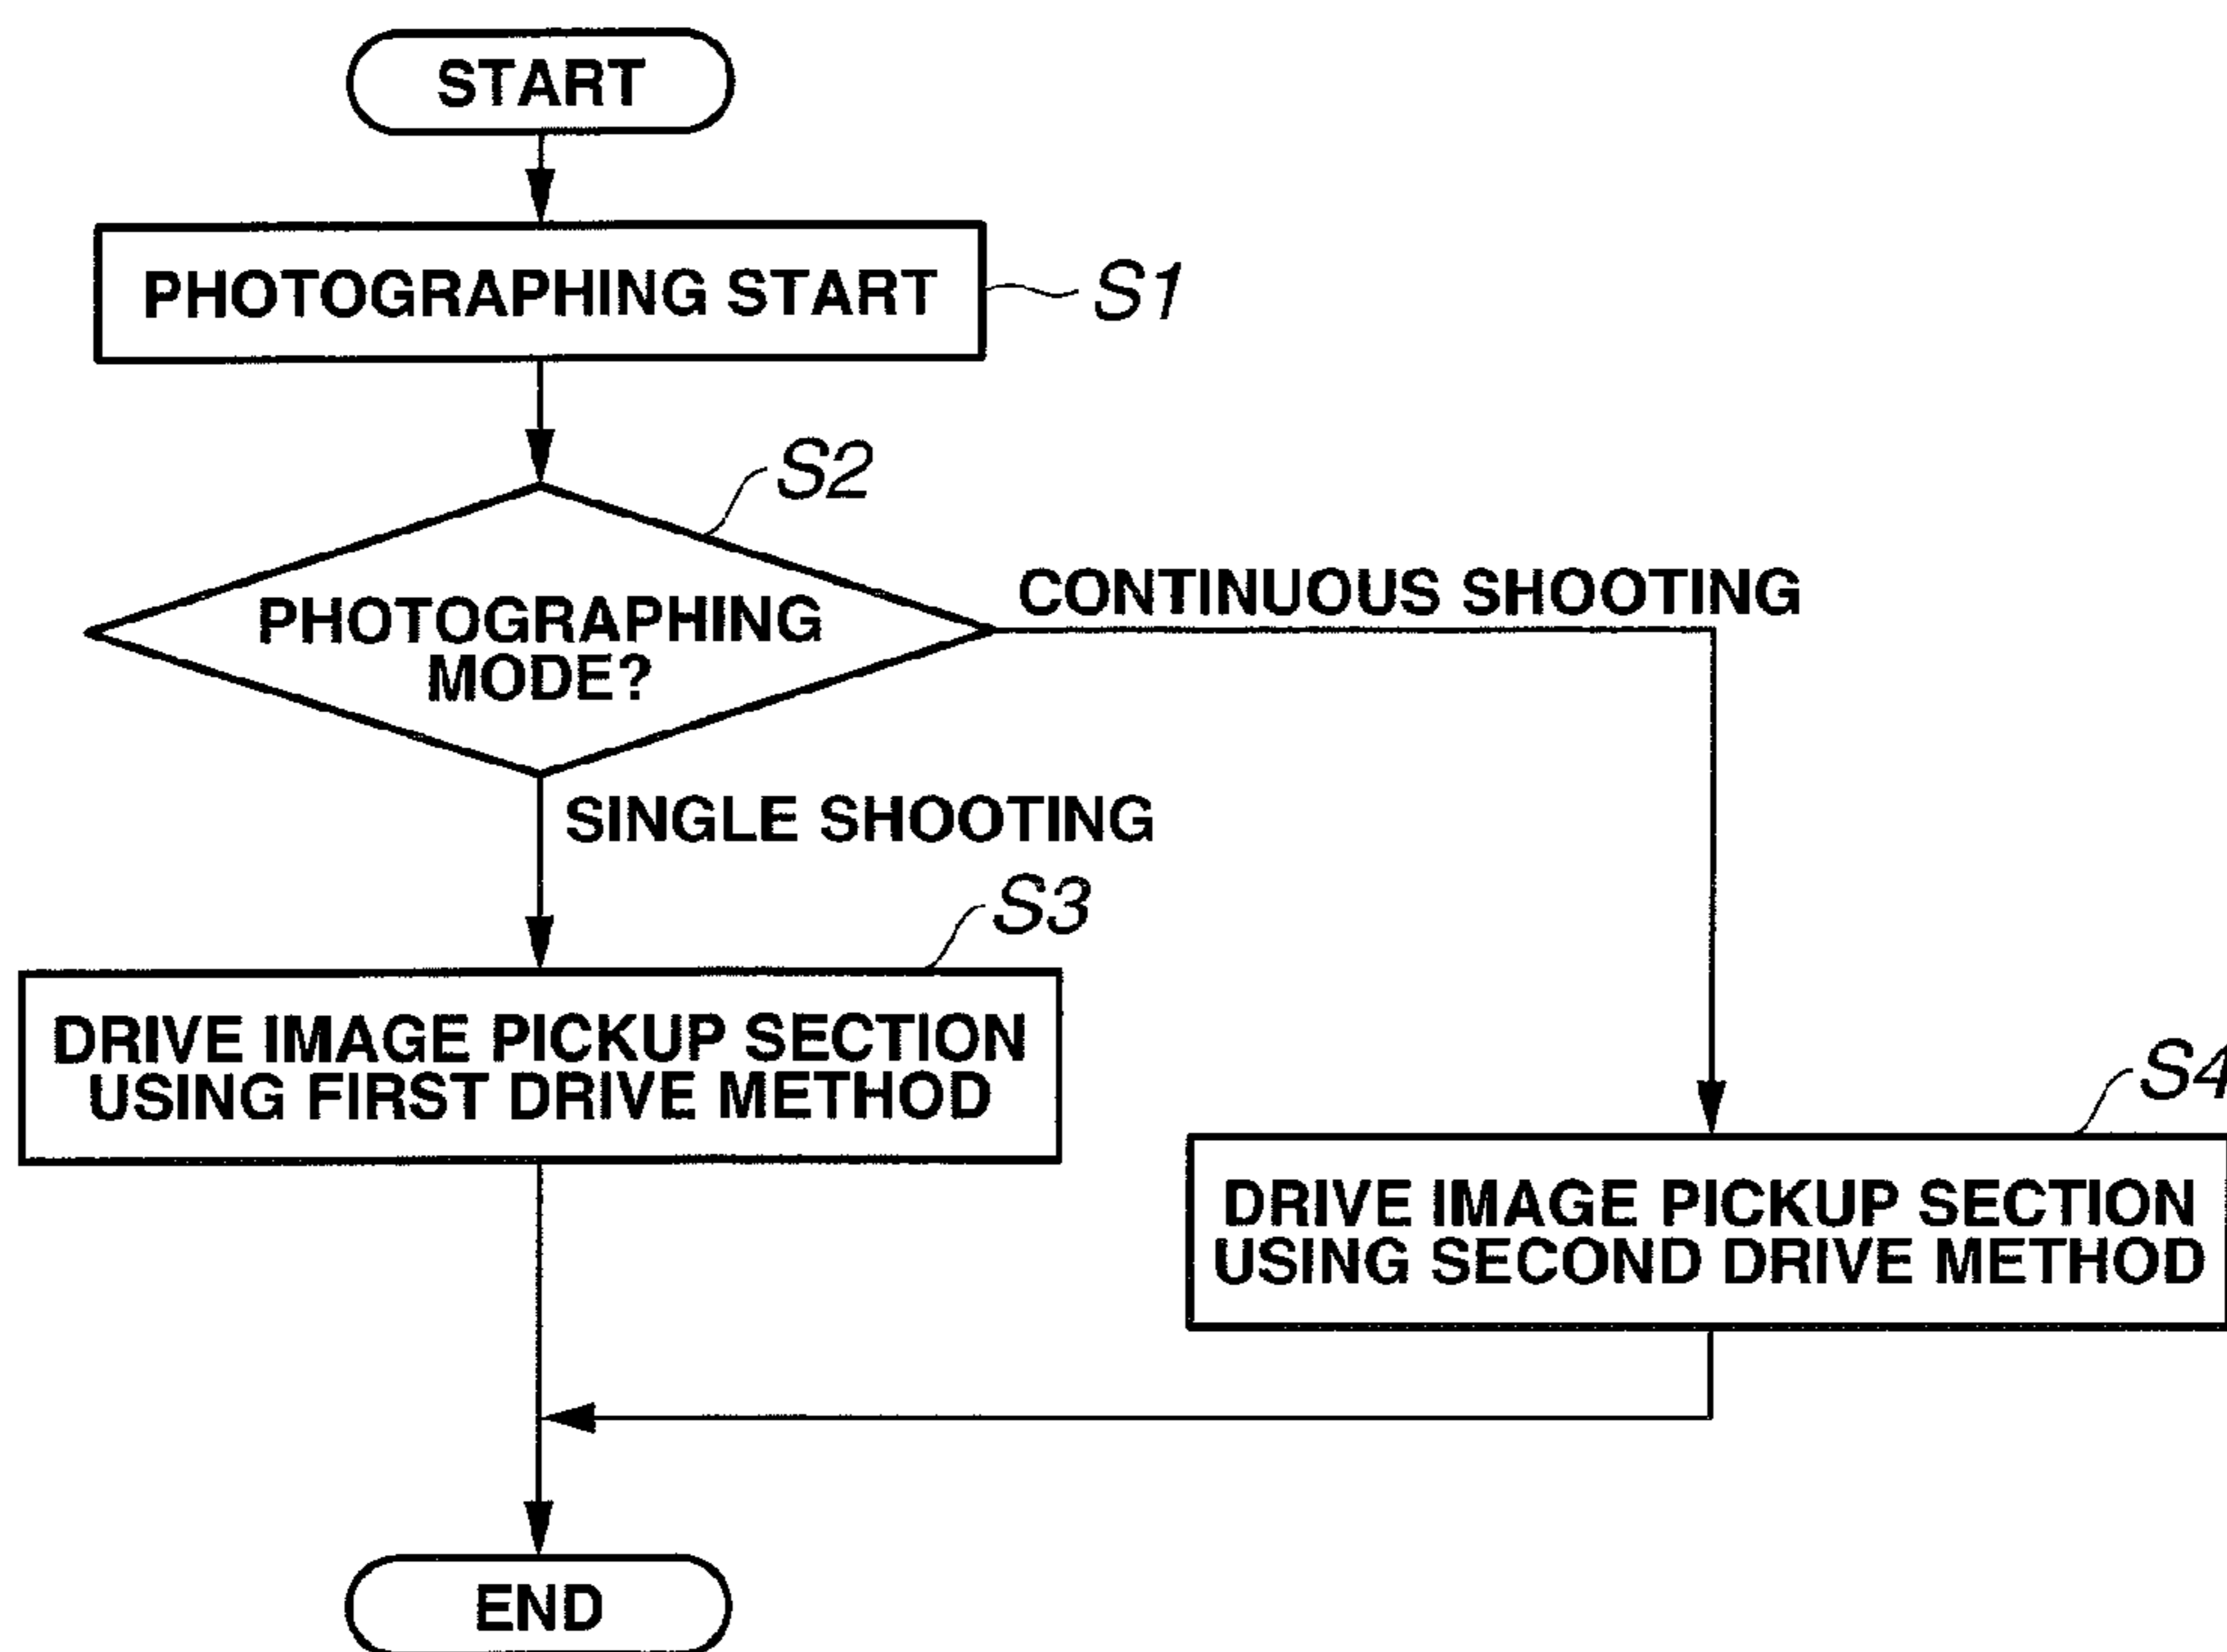 START
PHOTOGRAPHING START
S1
S2
PHOTOGRAPHING
MODE?
CONTINUOUS SHOOTING
SINGLE SHOOTING
S3
DRIVE IMAGE PICKUP SECTION
USING FIRST DRIVE METHOD
S4
DRIVE IMAGE PICKUP SECTION
USING SECOND DRIVE METHOD
END